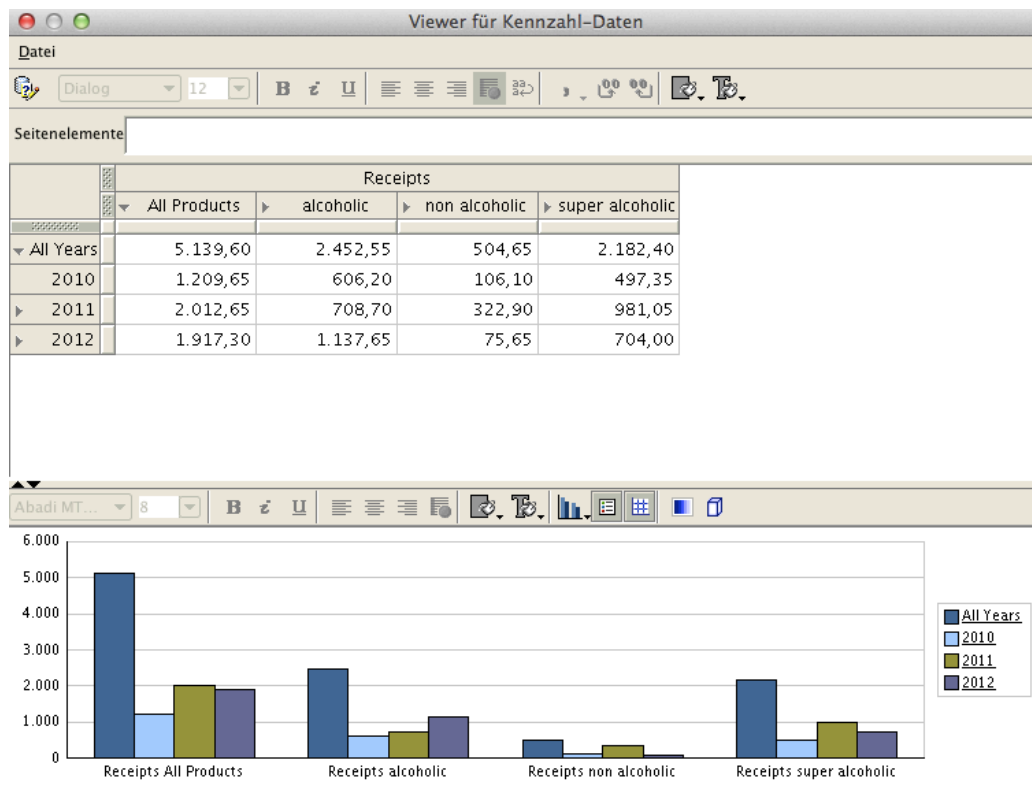 Viewer für Kennzahl-Daten
Datei
Dialog 12 B i U
Seitenelemente
Receipts
All Products alcoholic non alcoholic super alcoholic
All Years 5.139,60 2.452,55 504,65 2.182,40
2010 1.209,65 606,20 106,10 497,35
2011 2.012,65 708,70 322,90 981,05
2012 1.917,30 1.137,65 75,65 704,00
Abadi MT... 8 B i U
6.000
5.000
4.000
3.000
2.000
1.000
0
Receipts All Products Receipts alcoholic Receipts non alcoholic Receipts super alcoholic
All Years
2010
2011
2012